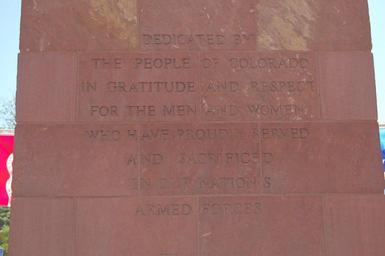 DEDICATED BY
THE PEOPLE OF COLORADO
IN GRATITUDE AND RESPECT
FOR THE MEN AND WOMEN
WHO HAVE PROUDLY SERVED
AND SACRIFICED
IN OUR NATION'S
ARMED FORCES